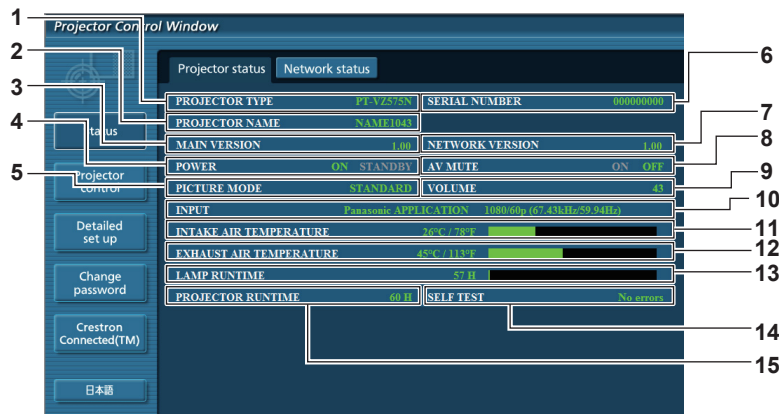 Projector Control Window
Projector status Network status
1
2
3
4
5
6
7
8
9
10
11
12
13
14
15
PROJECTOR TYPE PT-VZ575N SERIAL NUMBER 000000000
PROJECTOR NAME NAME1043
MAIN VERSION 1.00 NETWORK VERSION 1.00
POWER ON STANDBY AV MUTE ON OFF
PICTURE MODE STANDARD VOLUME 43
INPUT Panasonic APPLICATION 1080/60p (67.43kHz/59.94Hz)
INTAKE AIR TEMPERATURE 26°C / 78°F
EXHAUST AIR TEMPERATURE 45°C / 113°F
LAMP RUNTIME 57 H
PROJECTOR RUNTIME 60 H SELF TEST No errors
Status
Projector
control
Detailed
set up
Change
password
Crestron
Connected(TM)
日本語